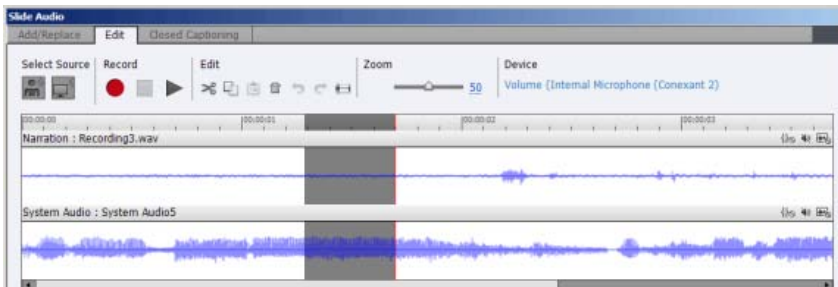 Slide Audio
Add/Replace Edit Closed Captioning
Select Source Record Edit Zoom Device
50 Volume (Internal Microphone (Conexant 2)
00:00:00 00:00:01 00:00:02 00:00:03
Narration : Recording3.wav
System Audio : System Audio5